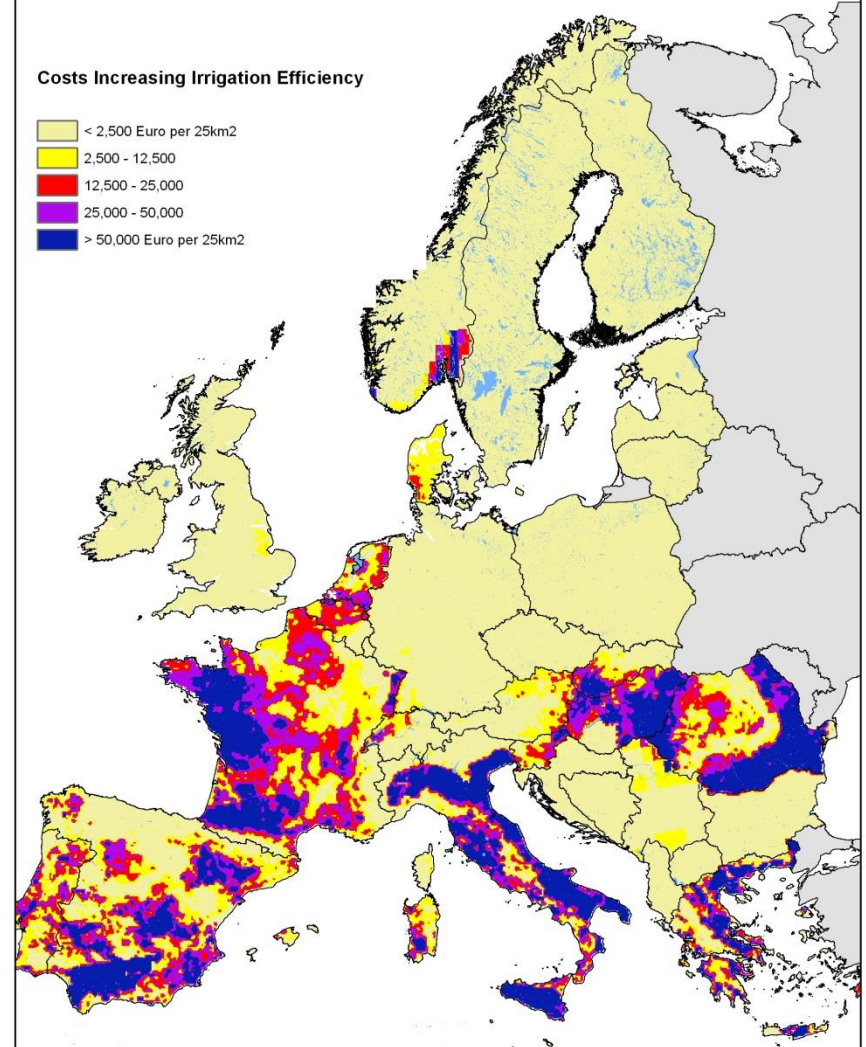 Costs Increasing Irrigation Efficiency
< 2,500 Euro per 25km2
2,500 - 12,500
12,500 - 25,000
25,000 - 50,000
> 50,000 Euro per 25km2